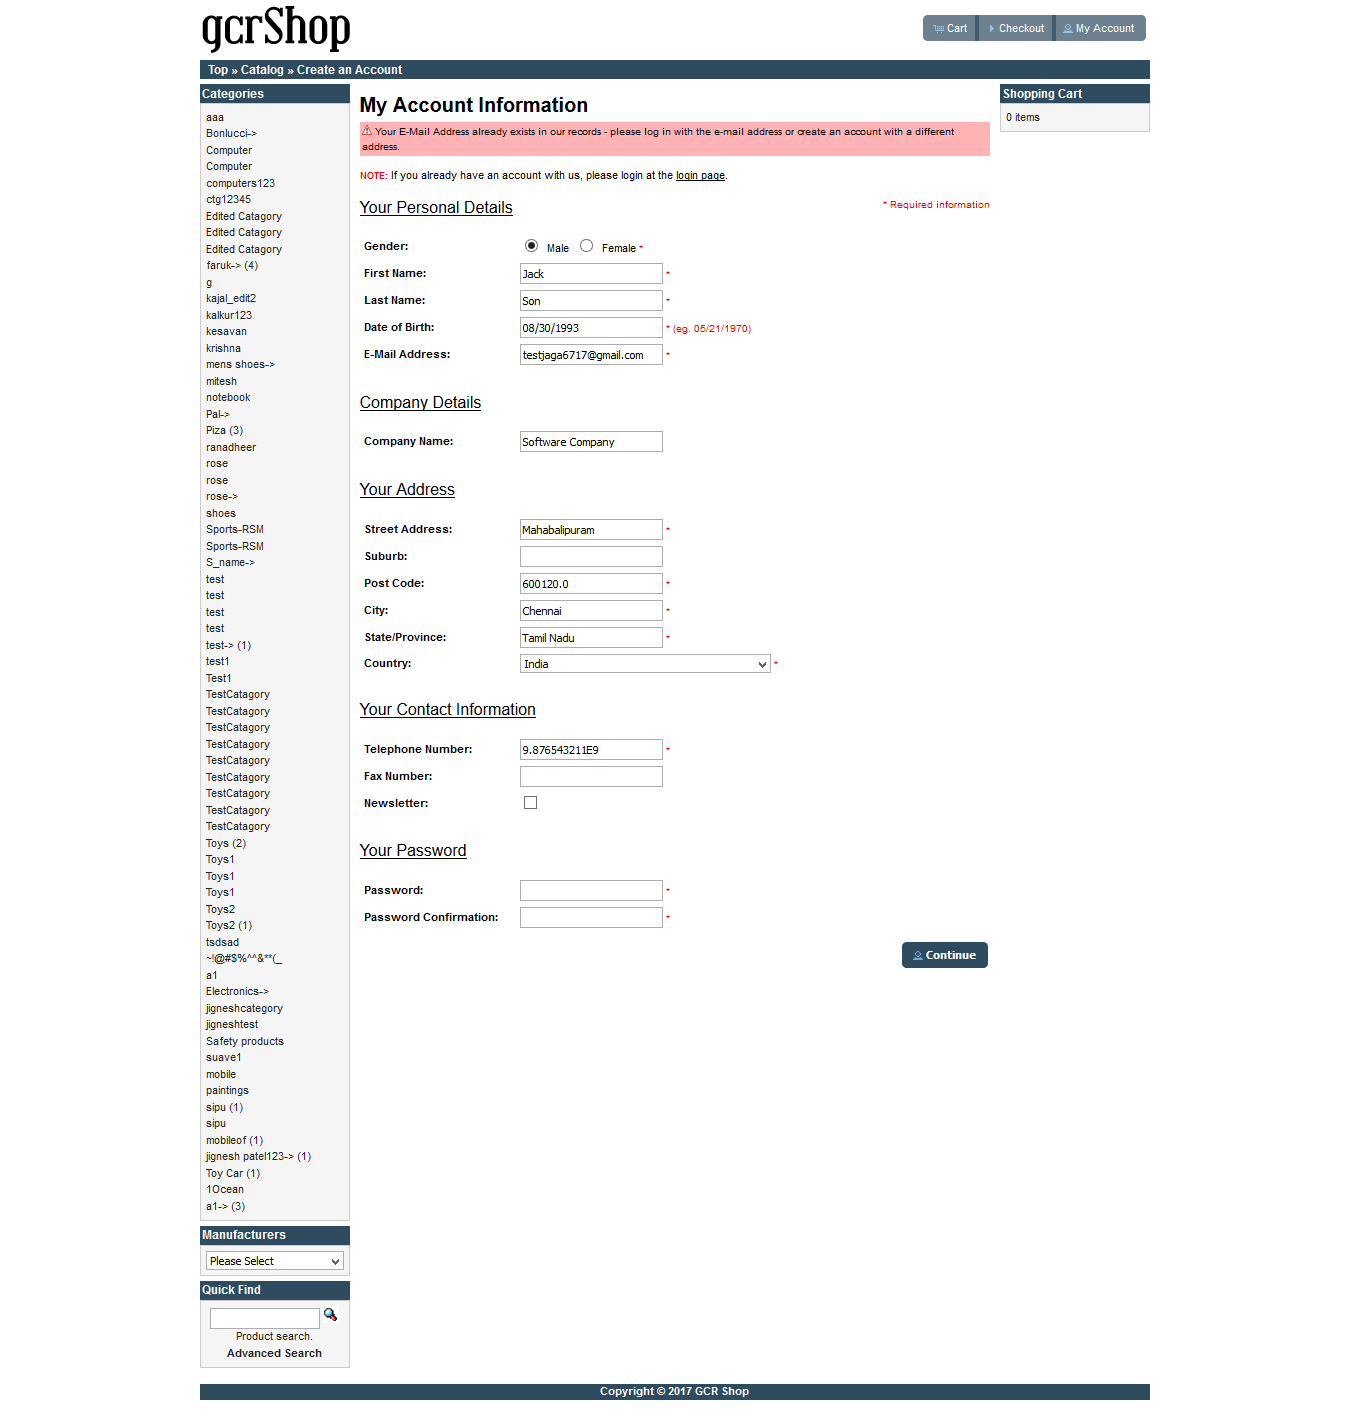 gcrShop
Cart
Checkout
My Account
Top » Catalog » Create an Account
Categories
aaa
Bonlucci->
Computer
Computer
computers123
ctg12345
Edited Catagory
Edited Catagory
Edited Catagory
faruk-> (4)
g
kajal_edit2
kalkur123
kesavan
krishna
mens shoes->
mitesh
notebook
Pal->
Piza (3)
ranadheer
rose
rose
rose->
shoes
Sports-RSM
Sports-RSM
S_name->
test
test
test
test
test-> (1)
test1
Test1
TestCatagory
TestCatagory
TestCatagory
TestCatagory
TestCatagory
TestCatagory
TestCatagory
TestCatagory
TestCatagory
Toys (2)
Toys1
Toys1
Toys1
Toys2
Toys2 (1)
tsdsad
~!@#$%^^&**(_
a1
Electronics->
jigneshcategory
jigneshtest
Safety products
suave1
mobile
paintings
sipu (1)
sipu
mobileof (1)
jignesh patel123-> (1)
Toy Car (1)
1Ocean
a1-> (3)
Manufacturers
Please Select
Quick Find
Product search.
Advanced Search
My Account Information
Your E-Mail Address already exists in our records - please log in with the e-mail address or create an account with a different
address.
NOTE: If you already have an account with us, please login at the login page.
Your Personal Details
* Required information
Gender: Male Female *
First Name: Jack *
Last Name: Son *
Date of Birth: 08/30/1993 * (eg. 05/21/1970)
E-Mail Address: testjaga6717@gmail.com *
Company Details
Company Name: Software Company
Your Address
Street Address: Mahabalipuram *
Suburb:
Post Code: 600120.0 *
City: Chennai *
State/Province: Tamil Nadu *
Country: India *
Your Contact Information
Telephone Number: 9.876543211E9 *
Fax Number:
Newsletter:
Your Password
Password: *
Password Confirmation: *
Continue
Shopping Cart
0 items
Copyright © 2017 GCR Shop